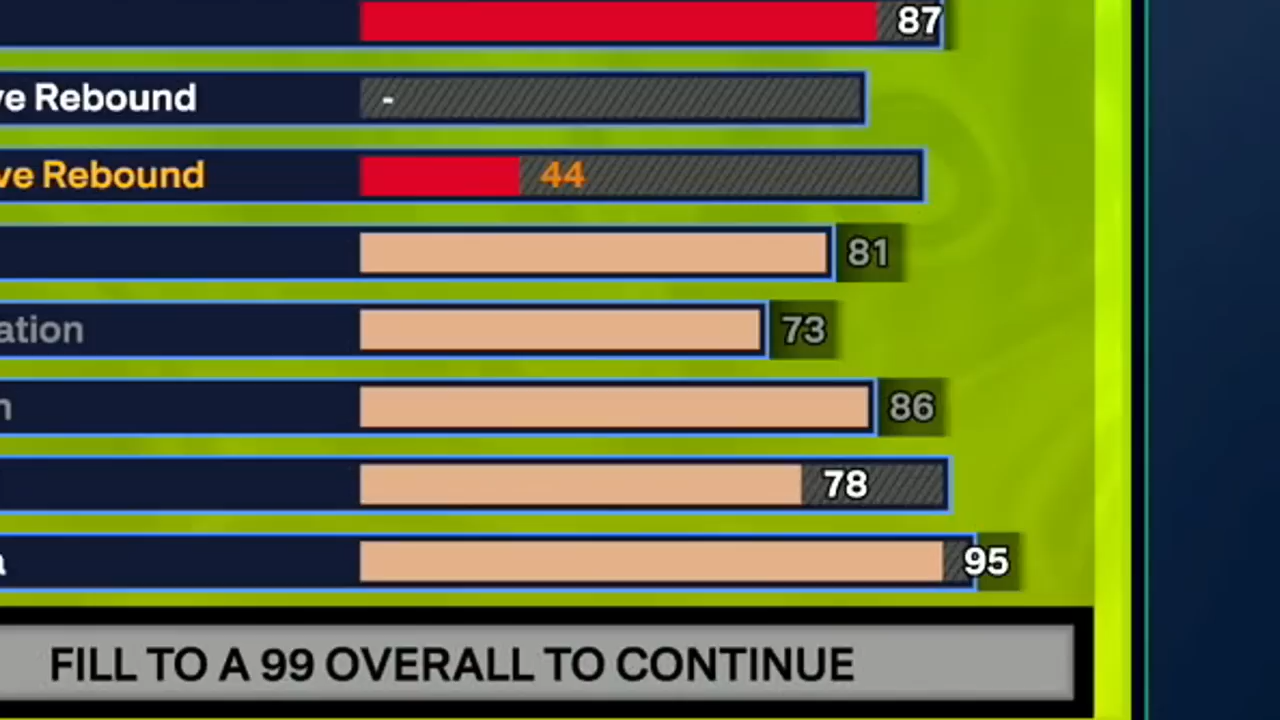 87
ve Rebound -
ve Rebound 44
81
ation 73
n 86
78
a 95
FILL TO A 99 OVERALL TO CONTINUE